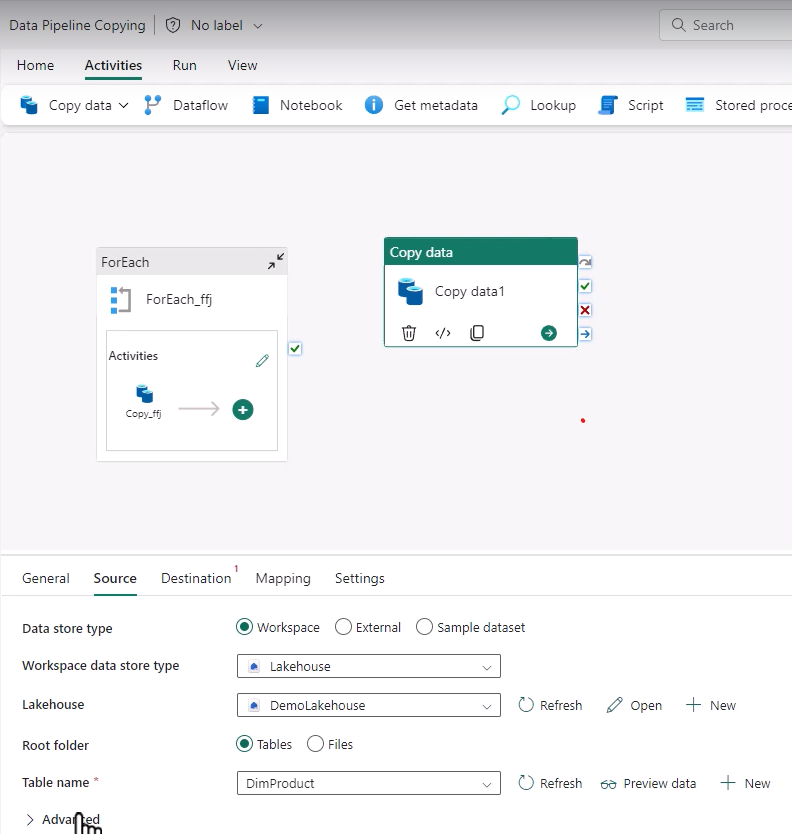 Data Pipeline Copying No label Search
Home Activities Run View
Copy data Dataflow Notebook Get metadata Lookup Script Stored proce
ForEach
ForEach_ffj
Activities
Copy_ffj
Copy data
Copy data1
General Source Destination 1 Mapping Settings
Data store type Workspace External Sample dataset
Workspace data store type Lakehouse
Lakehouse DemoLakehouse Refresh Open New
Root folder Tables Files
Table name * DimProduct Refresh Preview data New
Advanced